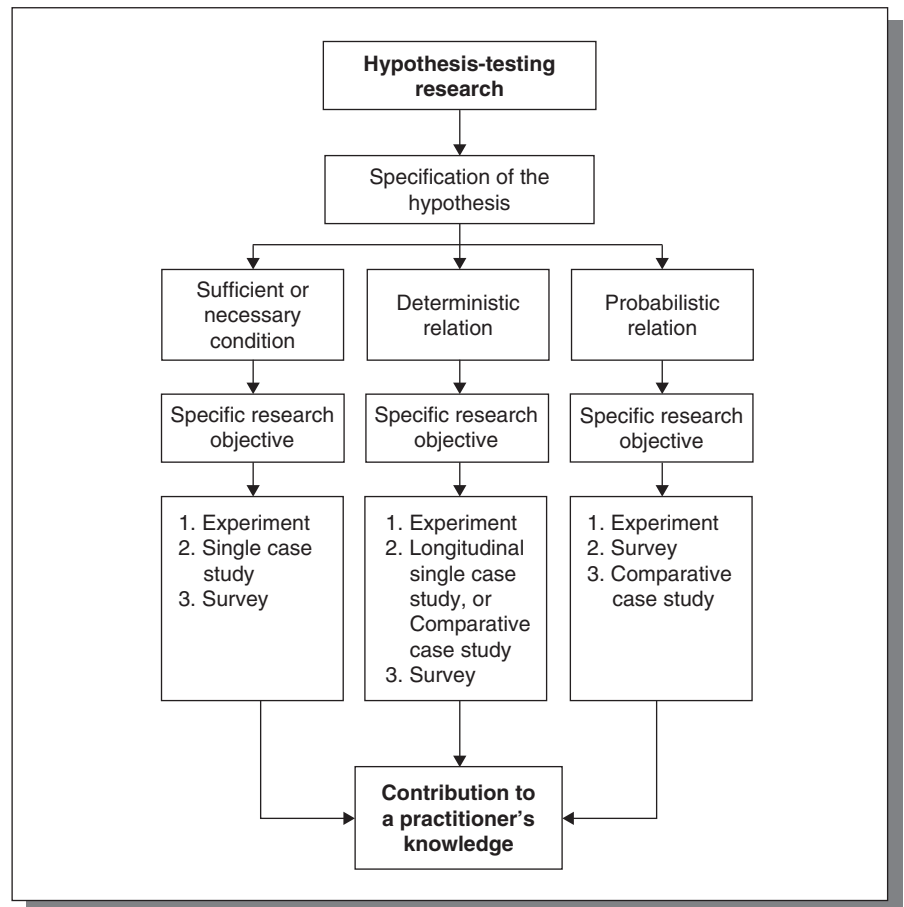 Hypothesis-testing
research
Specification of the
hypothesis
Sufficient or
necessary
condition
Deterministic
relation
Probabilistic
relation
Specific research
objective
Specific research
objective
Specific research
objective
1. Experiment
2. Single case
study
3. Survey
1. Experiment
2. Longitudinal
single case
study, or
Comparative
case study
3. Survey
1. Experiment
2. Survey
3. Comparative
case study
Contribution to
a practitioner’s
knowledge